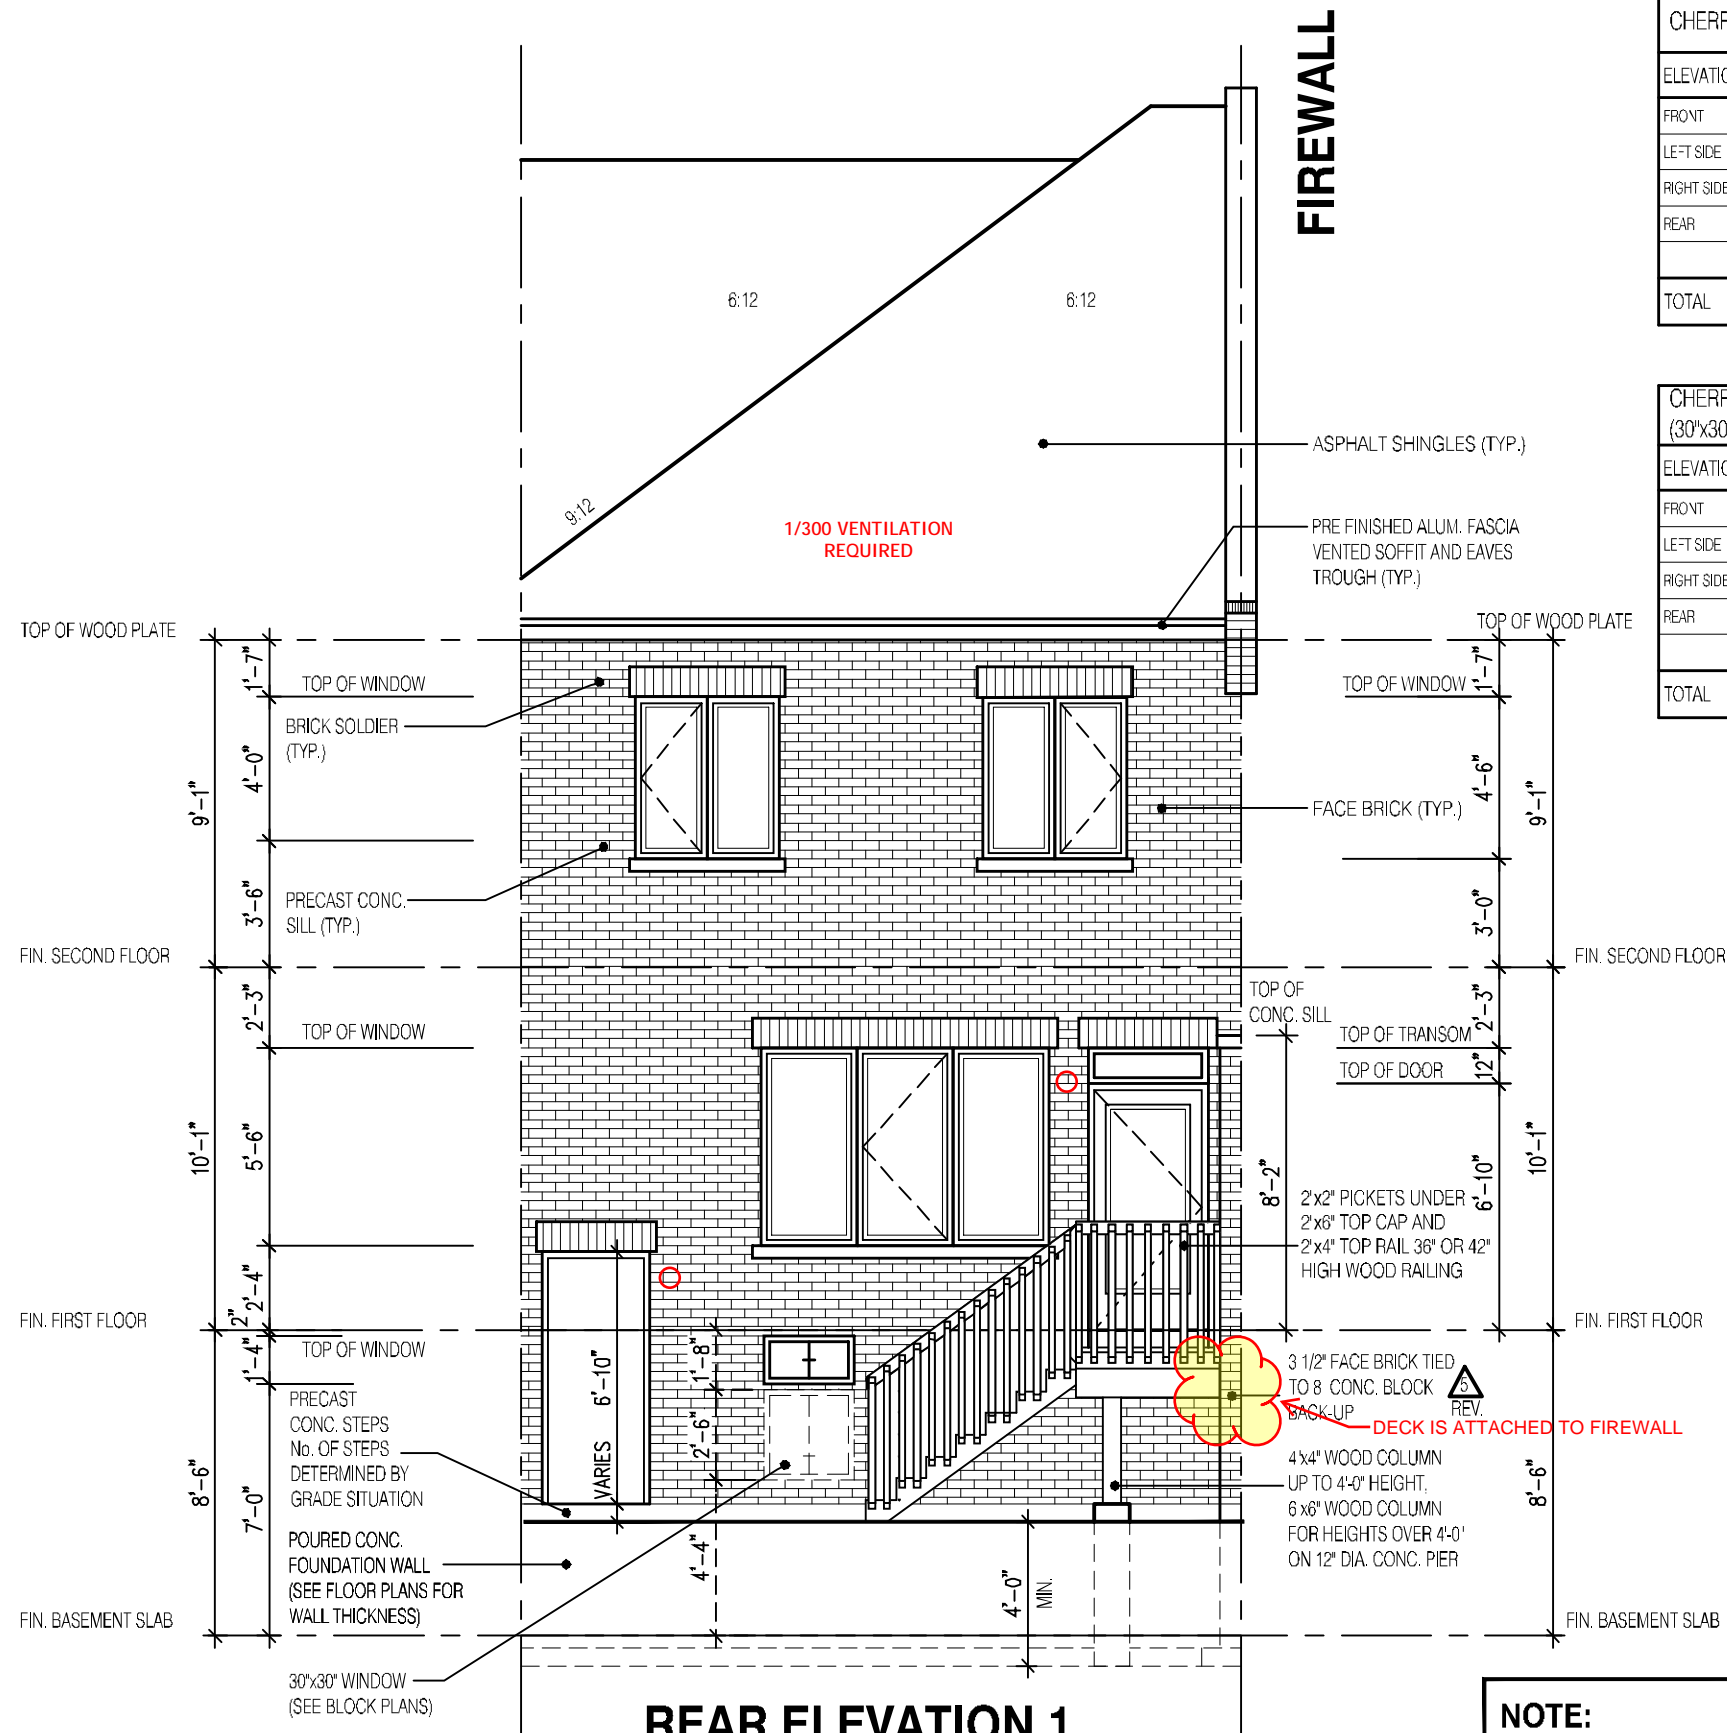 FIREWALL
6:12
6:12
9:12
1/300 VENTILATION
REQUIRED
ASPHALT SHINGLES (TYP.)
PRE FINISHED ALUM. FASCIA
VENTED SOFFIT AND EAVES
TROUGH (TYP.)
TOP OF WOOD PLATE
TOP OF WOOD PLATE
1'-7"
TOP OF WINDOW
BRICK SOLDIER
(TYP.)
4'-0"
9'-1"
3'-6"
PRECAST CONC.
SILL (TYP.)
TOP OF WINDOW
1'-7"
4'-6"
9'-1"
FACE BRICK (TYP.)
3'-0"
FIN. SECOND FLOOR
FIN. SECOND FLOOR
2'-3"
TOP OF WINDOW
TOP OF
CONC. SILL
2'-3"
TOP OF TRANSOM
12"
TOP OF DOOR
10'-1"
5'-6"
2'-4"
8'-2"
6'-10"
10'-1"
2"x2" PICKETS UNDER
2"x6" TOP CAP AND
2"x4" TOP RAIL 36" OR 42"
HIGH WOOD RAILING
FIN. FIRST FLOOR
FIN. FIRST FLOOR
2"
1'-4"
TOP OF WINDOW
PRECAST
CONC. STEPS
No. OF STEPS
DETERMINED BY
GRADE SITUATION
POURED CONC.
FOUNDATION WALL
(SEE FLOOR PLANS FOR
WALL THICKNESS)
8'-6"
7'-0"
VARIES 6'-10"
1'-8"
2'-6"
4'-4"
4'-0"
MIN.
3 1/2" FACE BRICK TIED
TO 8 CONC. BLOCK
BACK-UP
5
REV.
DECK IS ATTACHED TO FIREWALL
4"x4" WOOD COLUMN
UP TO 4'-0" HEIGHT,
6"x6" WOOD COLUMN
FOR HEIGHTS OVER 4'-0"
ON 12" DIA. CONC. PIER
8'-6"
FIN. BASEMENT SLAB
FIN. BASEMENT SLAB
30"x30" WINDOW
(SEE BLOCK PLANS)
REAR ELEVATION 1
NOTE:
FRONT
LEFT SIDE
RIGHT SIDE
REAR
TOTAL
(30"x30"
FRONT
LEFT SIDE
RIGHT SIDE
REAR
TOTAL